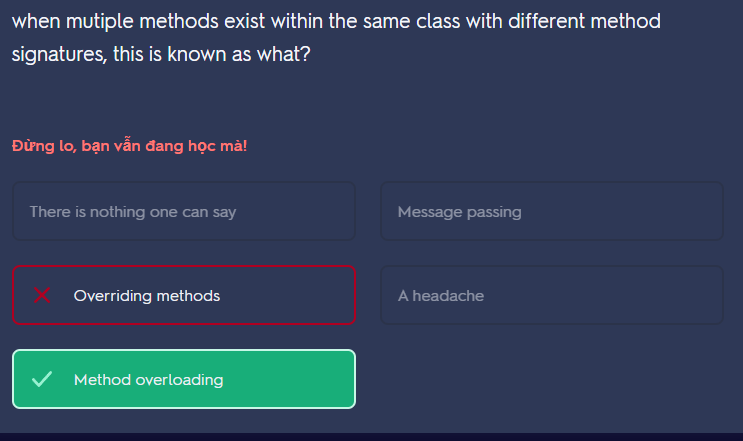 when mutiple methods exist within the same class with different method
signatures, this is known as what?
Đừng lo, bạn vẫn đang học mà!
There is nothing one can say
Message passing
Overriding methods
A headache
Method overloading